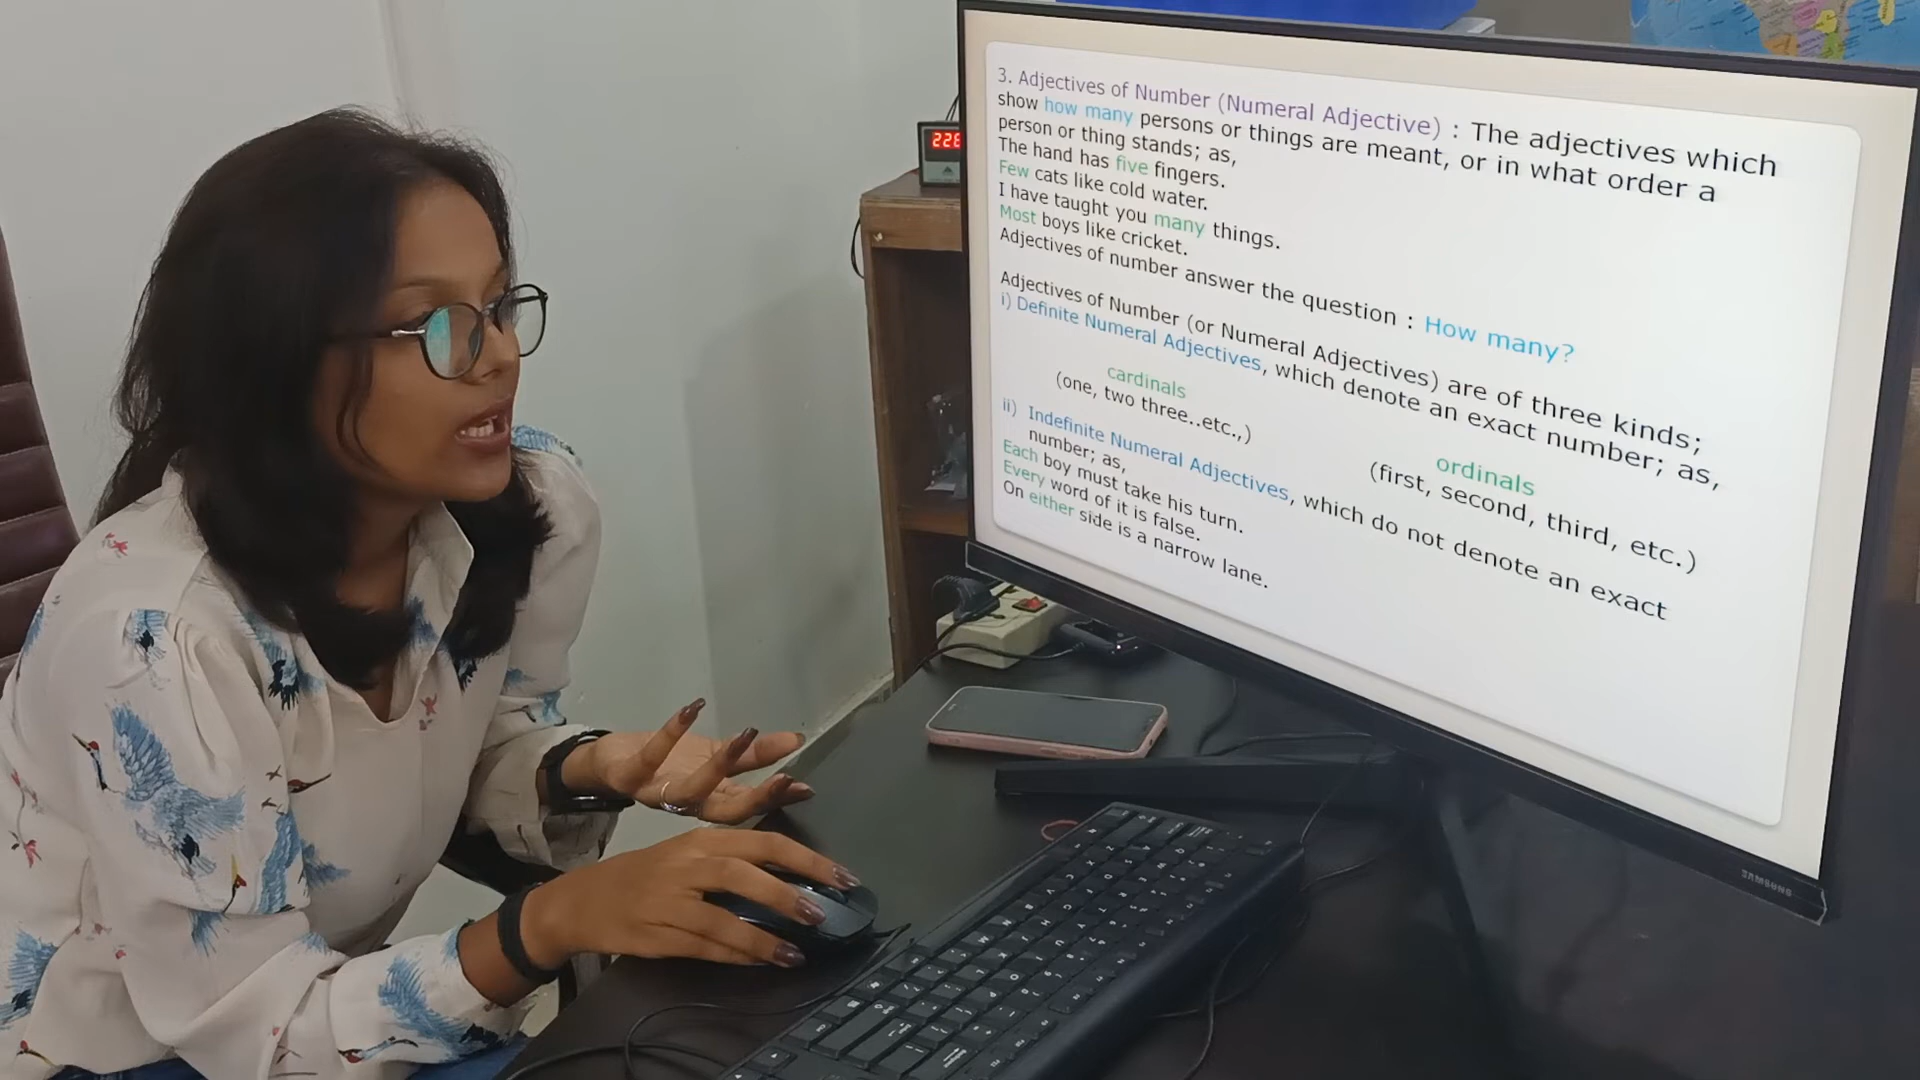 3. Adjectives of Number (Numeral Adjective) : The adjectives which
show how many persons or things are meant, or in what order a
person or thing stands; as,
The hand has five fingers.
Few cats like cold water.
I have taught you many things.
Most boys like cricket.
Adjectives of number answer the question : How many?
Adjectives of Number (or Numeral Adjectives) are of three kinds;
i) Definite Numeral Adjectives, which denote an exact number; as,
cardinals
ordinals
(one, two three..etc.,)
(first, second, third, etc.)
ii) Indefinite Numeral Adjectives, which do not denote an exact
number; as,
Each boy must take his turn.
Every word of it is false.
On either side is a narrow lane.
SAMSUNG